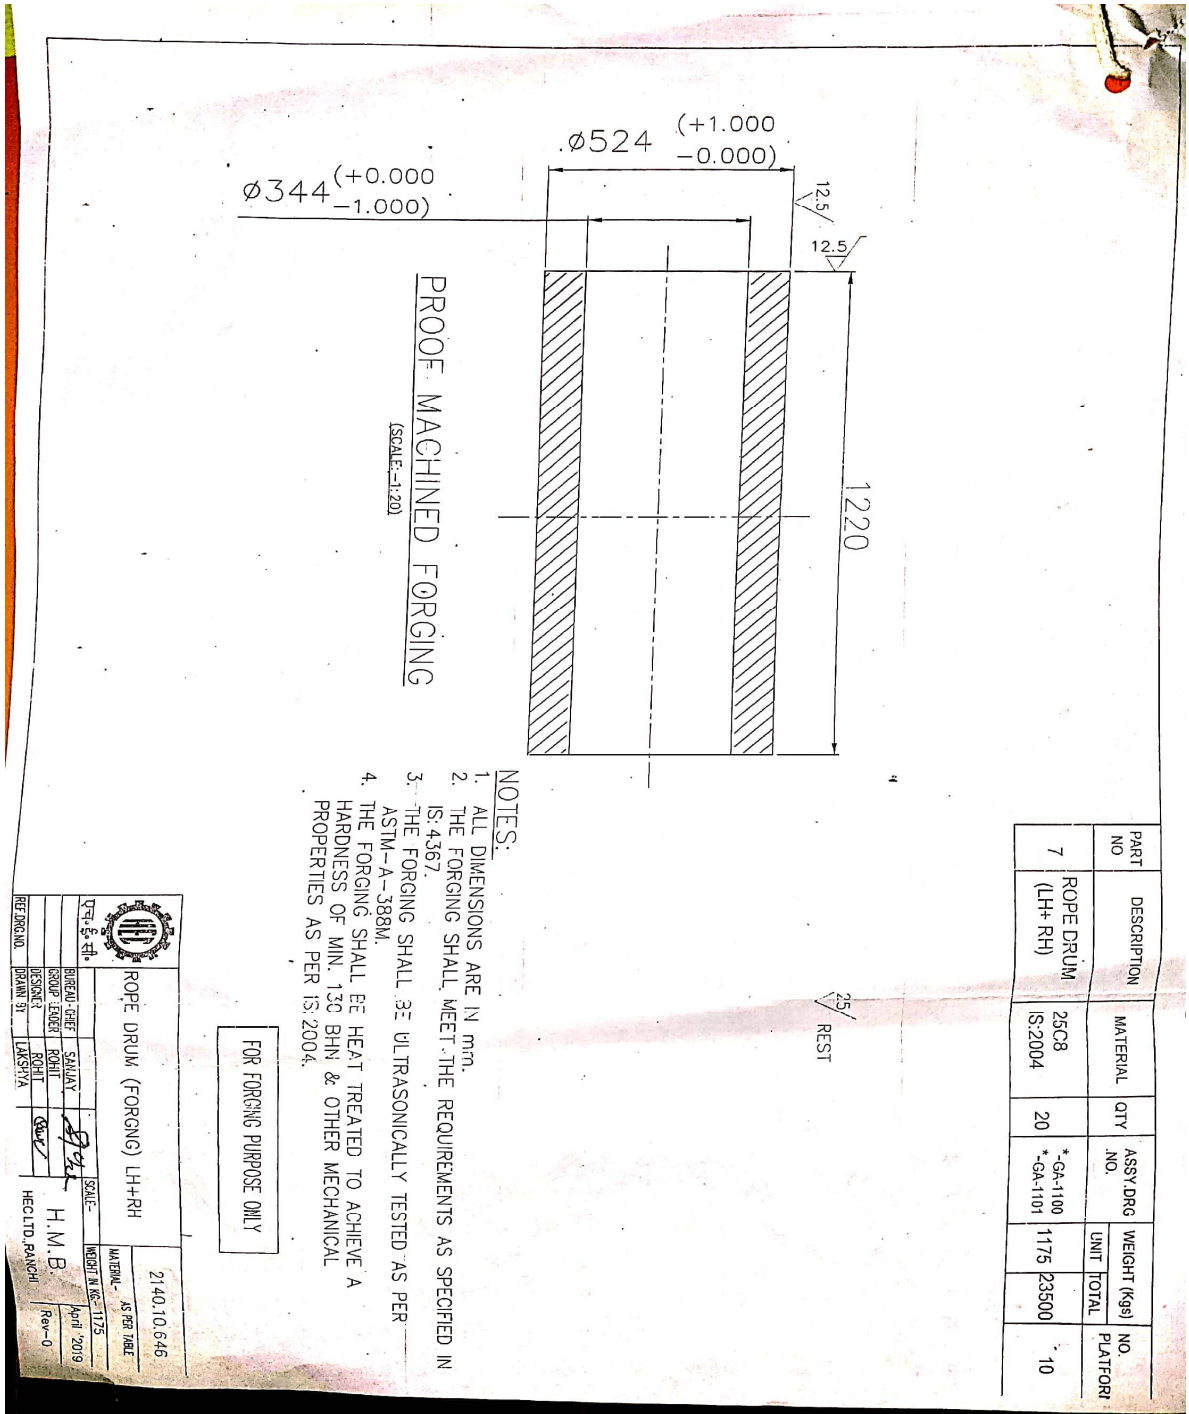 ⌀524 (+1.000
-0.000)
⌀344 (+0.000
-1.000)
12.5
12.5
1220
PROOF MACHINED FORGING
(SCALE:-1:20)
25 REST
PART NO DESCRIPTION MATERIAL QTY ASSY.DRG .NO. WEIGHT (Kgs) UNIT TOTAL NO. PLATFOR
7 ROPE DRUM (LH+ RH) 25C8 IS:2004 20 *-GA-1100 *-GA-1101 1175 23500 10
NOTES:
1. ALL DIMENSIONS ARE IN mm.
2. THE FORGING SHALL MEET THE REQUIREMENTS AS SPECIFIED IN
IS:4367.
3. THE FORGING SHALL BE ULTRASONICALLY TESTED AS PER
ASTM-A-388M.
4. THE FORGING SHALL BE HEAT TREATED TO ACHIEVE A
HARDNESS OF MIN. 130 BHN & OTHER MECHANICAL
PROPERTIES AS PER IS:2004.
FOR FORGING PURPOSE ONLY
HEC
एच.ई.सी.
ROPE DRUM (FORGNG) LH+RH
2140.10.646
MATERIAL- AS PER TABLE
SCALE- WEIGHT IN KG- 1175
BUREAU-CHIEF SANJAY
GROUP LEADER ROHIT
DESIGNER ROHIT
DRAWN BY LAKSHYA
REF.DRG.NO.
H.M.B.
HEC LTD.,RANCHI
April '2019
Rev-0